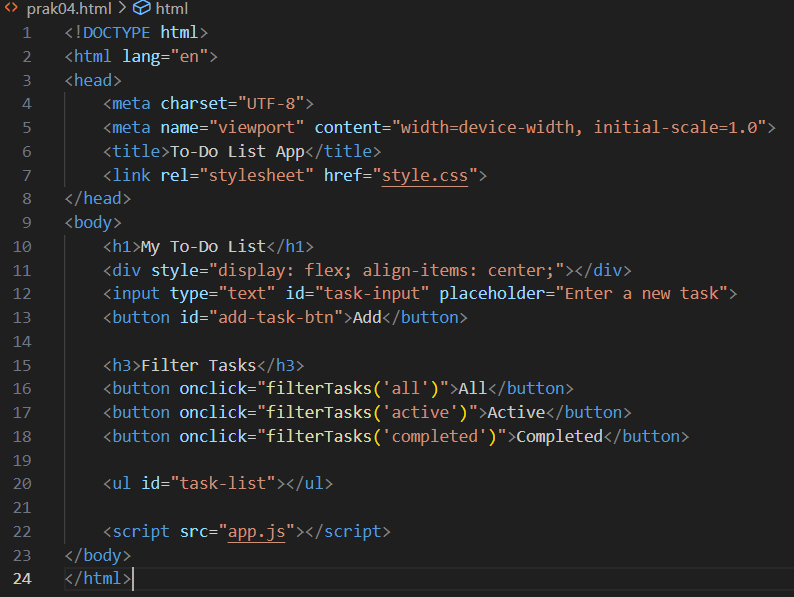 prak04.html > html
1 <!DOCTYPE html>
2 <html lang="en">
3 <head>
4     <meta charset="UTF-8">
5     <meta name="viewport" content="width=device-width, initial-scale=1.0">
6     <title>To-Do List App</title>
7     <link rel="stylesheet" href="style.css">
8 </head>
9 <body>
10     <h1>My To-Do List</h1>
11     <div style="display: flex; align-items: center;"></div>
12     <input type="text" id="task-input" placeholder="Enter a new task">
13     <button id="add-task-btn">Add</button>
14
15     <h3>Filter Tasks</h3>
16     <button onclick="filterTasks('all')">All</button>
17     <button onclick="filterTasks('active')">Active</button>
18     <button onclick="filterTasks('completed')">Completed</button>
19
20     <ul id="task-list"></ul>
21
22     <script src="app.js"></script>
23 </body>
24 </html>